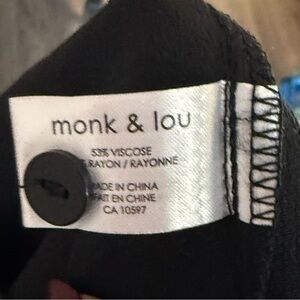 monk & lou
53% VISCOSE
RAYON / RAYONNE
MADE IN CHINA
FAIT EN CHINE
CA 10597